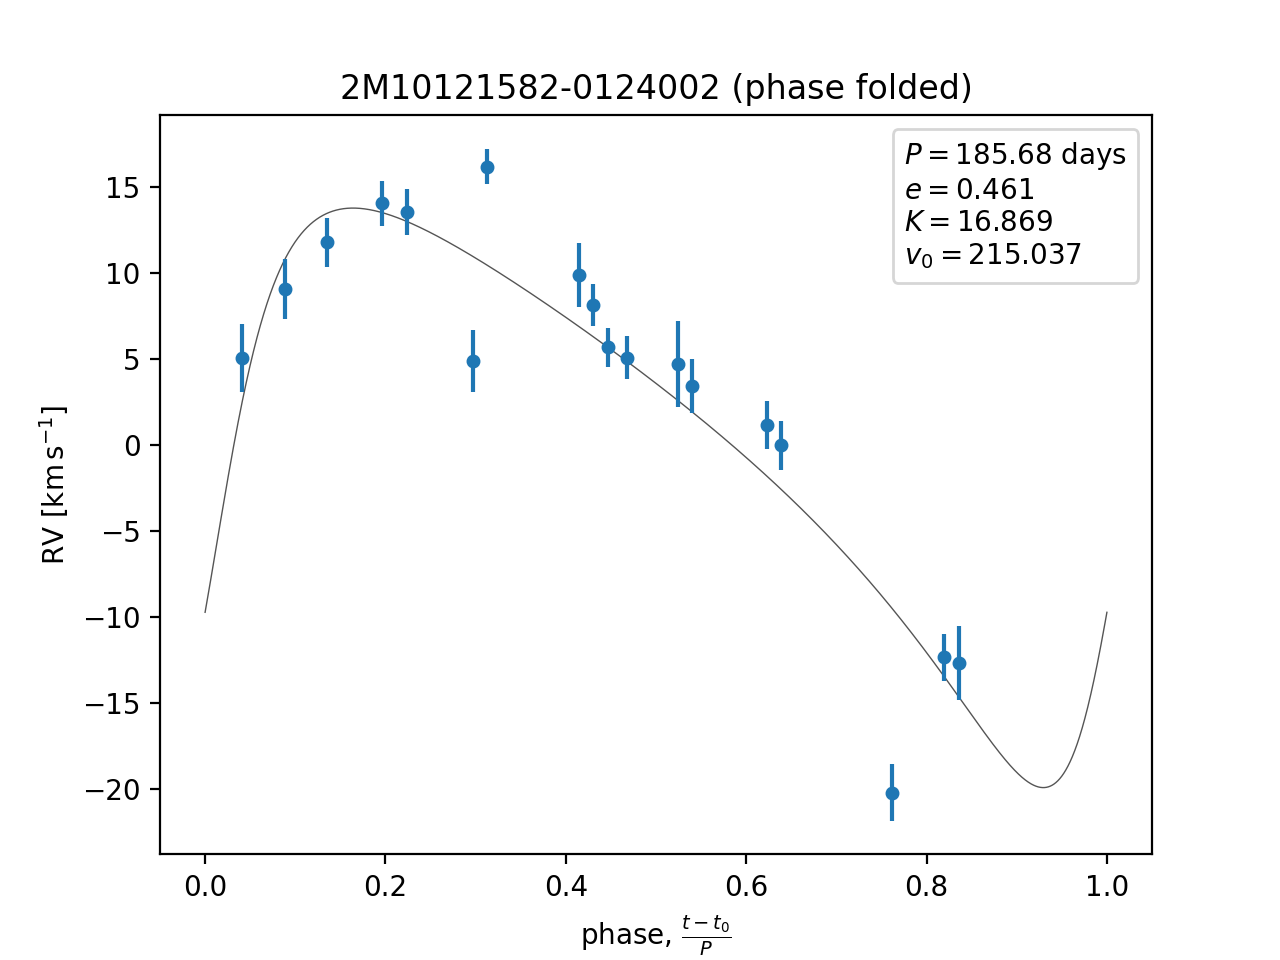 2M10121582-0124002 (phase folded)
P = 185.68 days
e = 0.461
K = 16.869
v₀ = 215.037
15
10
5
0
−5
−10
−15
−20
RV [km s⁻¹]
0.0 0.2 0.4 0.6 0.8 1.0
phase, (t − t₀)/P